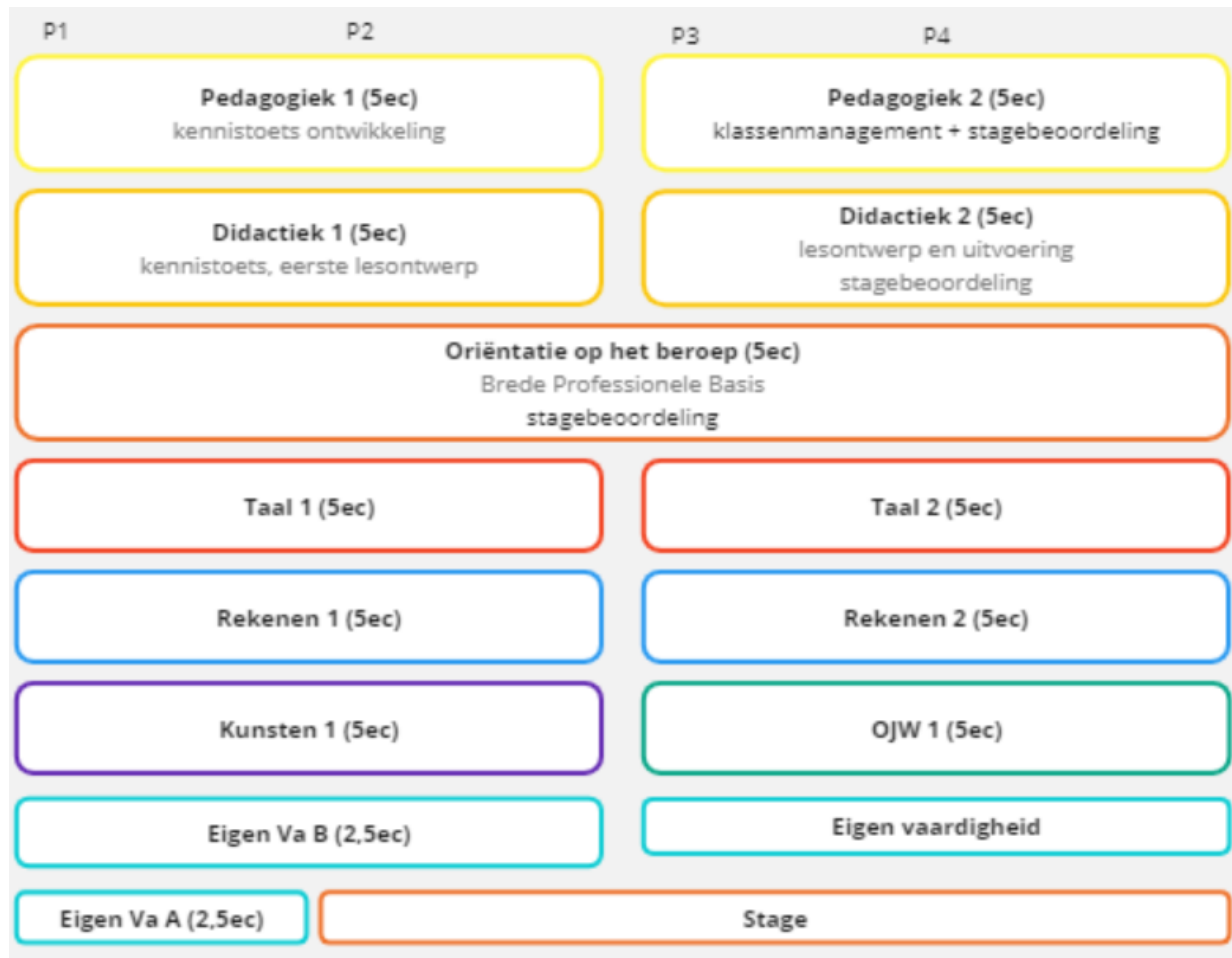 P1
P2
P3
P4
Pedagogiek 1 (5ec)
kennistoets ontwikkeling
Pedagogiek 2 (5ec)
klassenmanagement + stagebeoordeling
Didactiek 1 (5ec)
kennistoets, eerste lesontwerp
Didactiek 2 (5ec)
lesontwerp en uitvoering
stagebeoordeling
Oriëntatie op het beroep (5ec)
Brede Professionele Basis
stagebeoordeling
Taal 1 (5ec)
Taal 2 (5ec)
Rekenen 1 (5ec)
Rekenen 2 (5ec)
Kunsten 1 (5ec)
OJW 1 (5ec)
Eigen Va B (2,5ec)
Eigen vaardigheid
Eigen Va A (2,5ec)
Stage